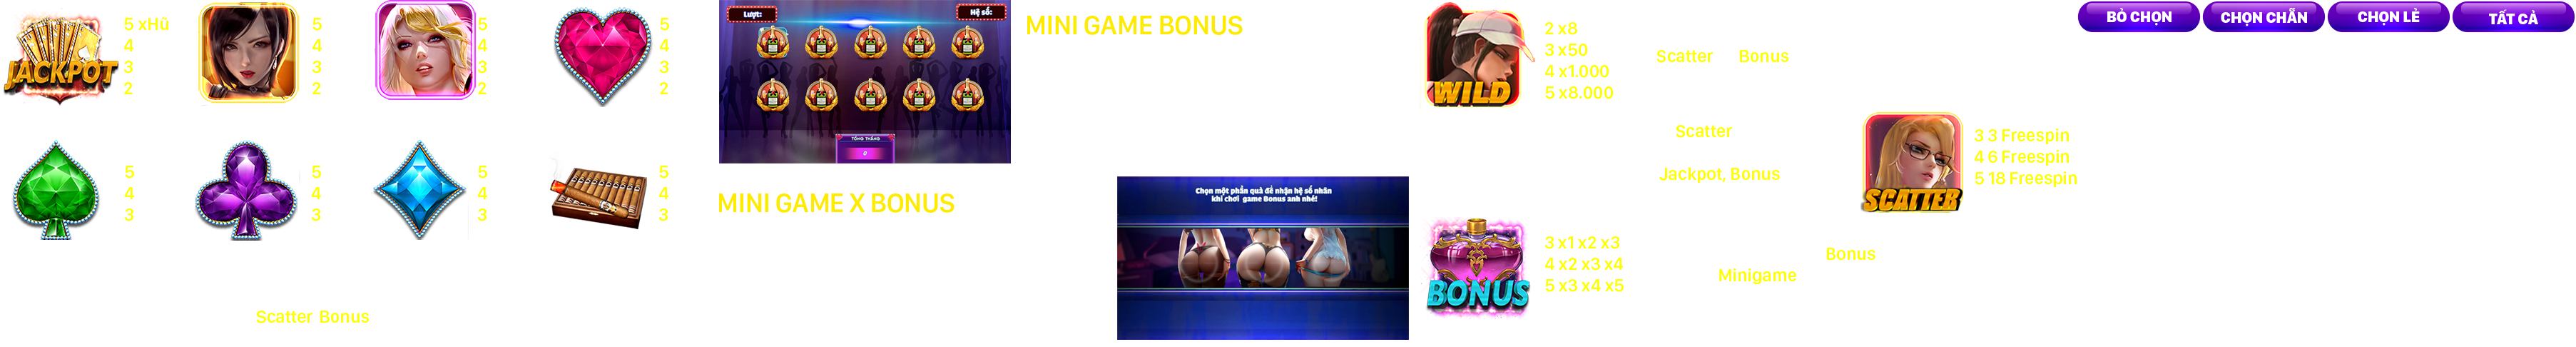 JACKPOT
5 xHũ
4
3
2
5
4
3
2
5
4
3
2
5
4
3
2
5
4
3
5
4
3
5
4
3
5
4
3
Scatter Bonus
Lượt:
Hệ số:
TỔNG THẮNG
0
MINI GAME BONUS
MINI GAME X BONUS
Chọn một phần quà để nhận hệ số nhân
khi chơi game Bonus anh nhé!
WILD
2 x8
3 x50
4 x1.000
5 x8.000
Scatter Bonus
Scatter
Jackpot, Bonus
SCATTER
3 3 Freespin
4 6 Freespin
5 18 Freespin
BONUS
3 x1 x2 x3
4 x2 x3 x4
5 x3 x4 x5
Bonus
Minigame
BỎ CHỌN
CHỌN CHẴN
CHỌN LẺ
TẤT CẢ